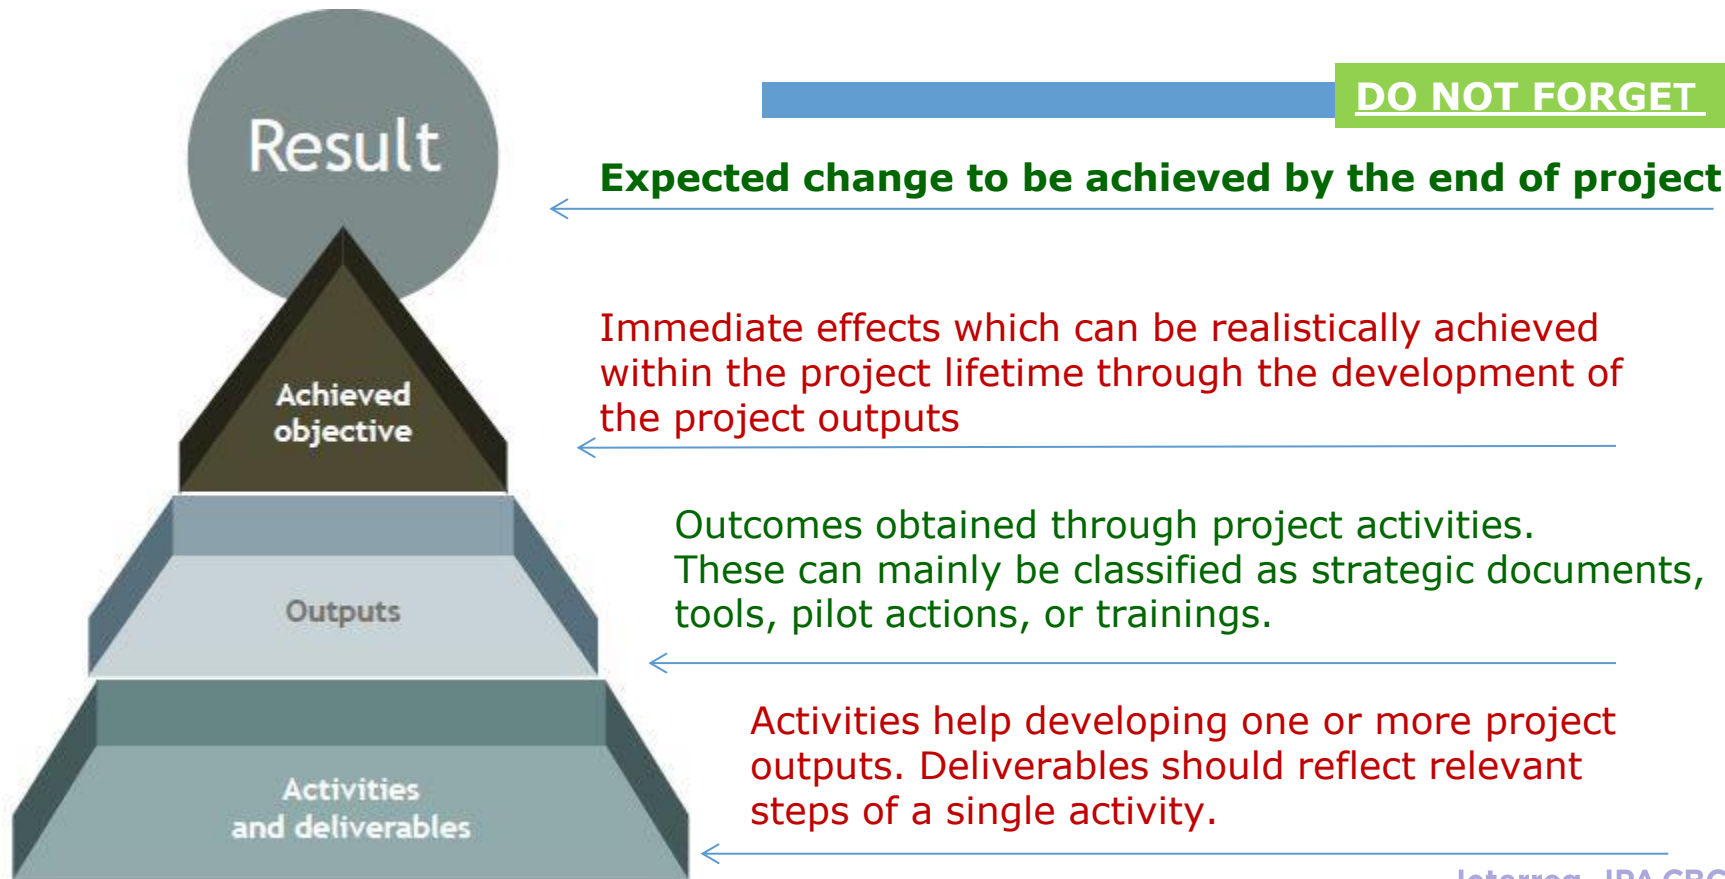 Result
DO NOT FORGET
Expected change to be achieved by the end of project
Achieved
objective
Immediate effects which can be realistically achieved
within the project lifetime through the development of
the project outputs
Outputs
Outcomes obtained through project activities.
These can mainly be classified as strategic documents,
tools, pilot actions, or trainings.
Activities
and deliverables
Activities help developing one or more project
outputs. Deliverables should reflect relevant
steps of a single activity.
Interreg - IPA CBC